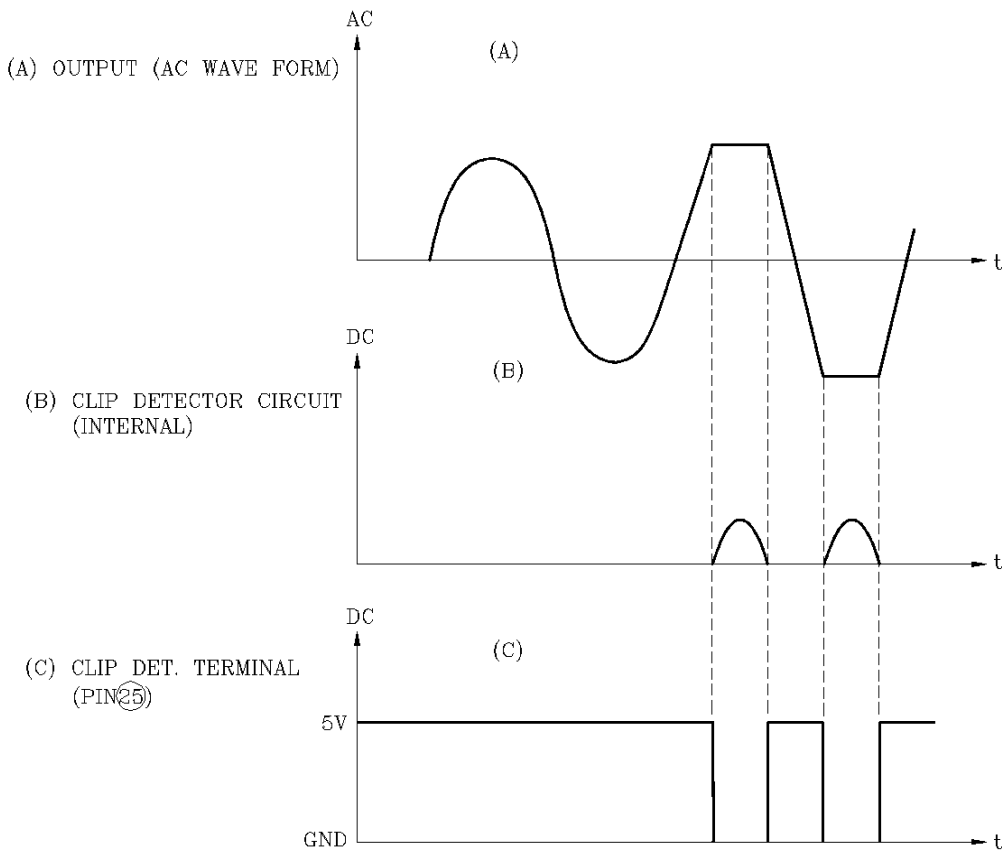 AC
(A)
(A) OUTPUT (AC WAVE FORM)
t
DC
(B)
(B) CLIP DETECTOR CIRCUIT
(INTERNAL)
t
DC
(C)
(C) CLIP DET. TERMINAL
(PIN25)
5V
GND
t